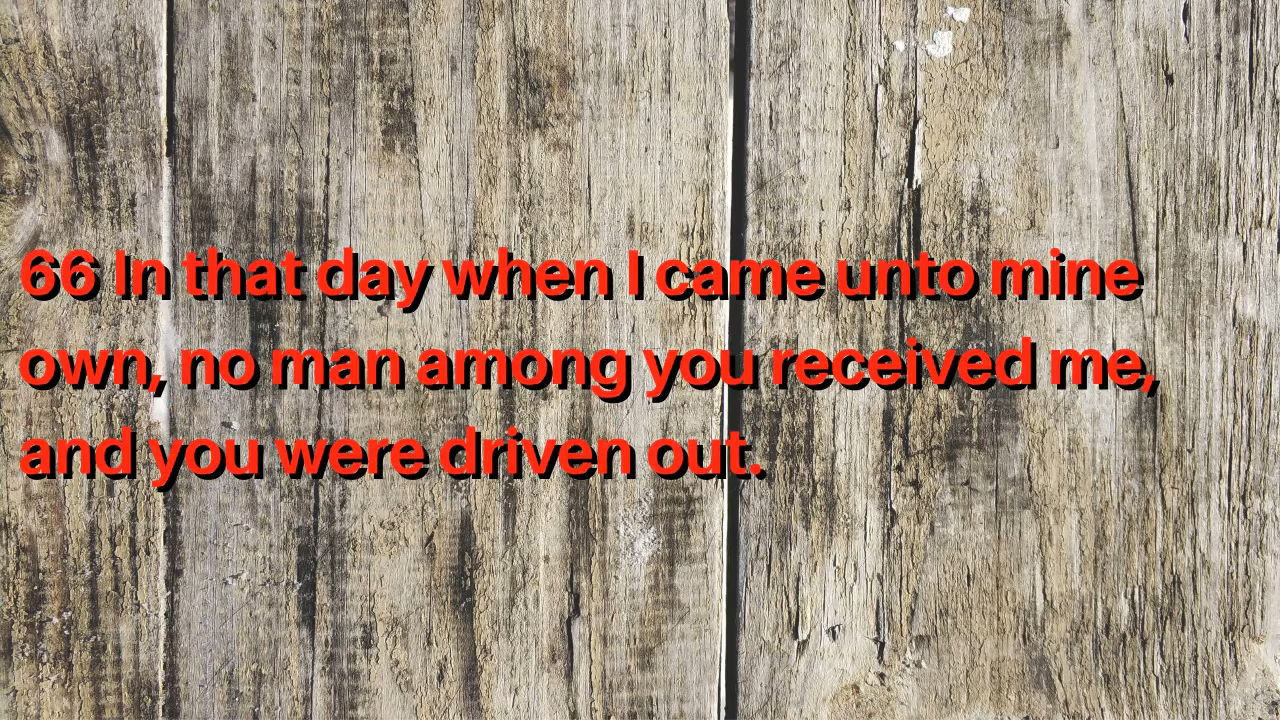 66 In that day when I came unto mine
own, no man among you received me,
and you were driven out.